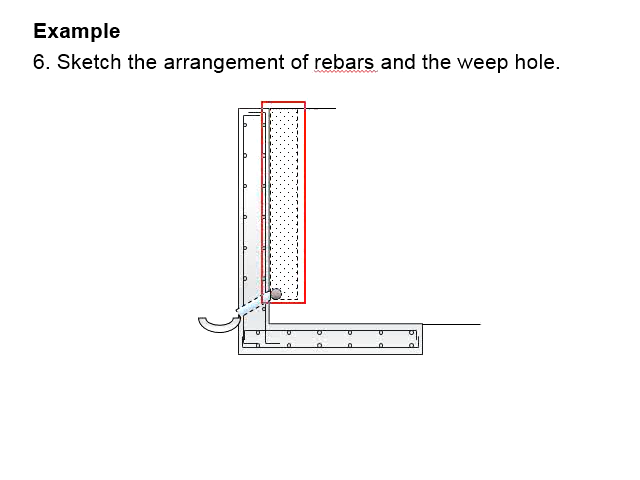 Example
6. Sketch the arrangement of rebars and the weep hole.